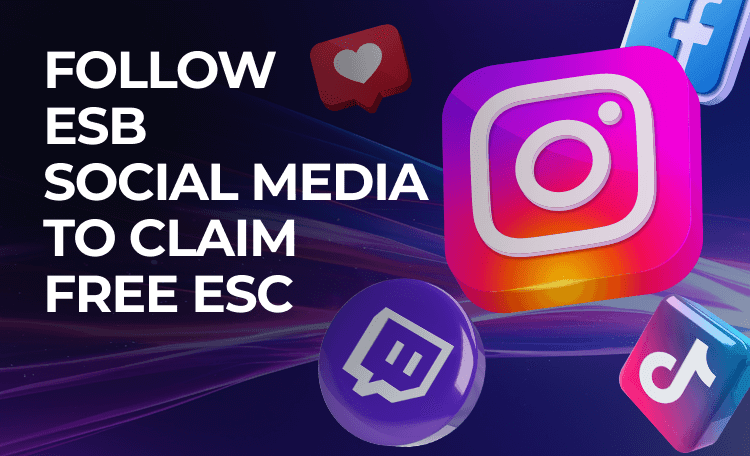 FOLLOW
ESB
SOCIAL MEDIA
TO CLAIM
FREE ESC